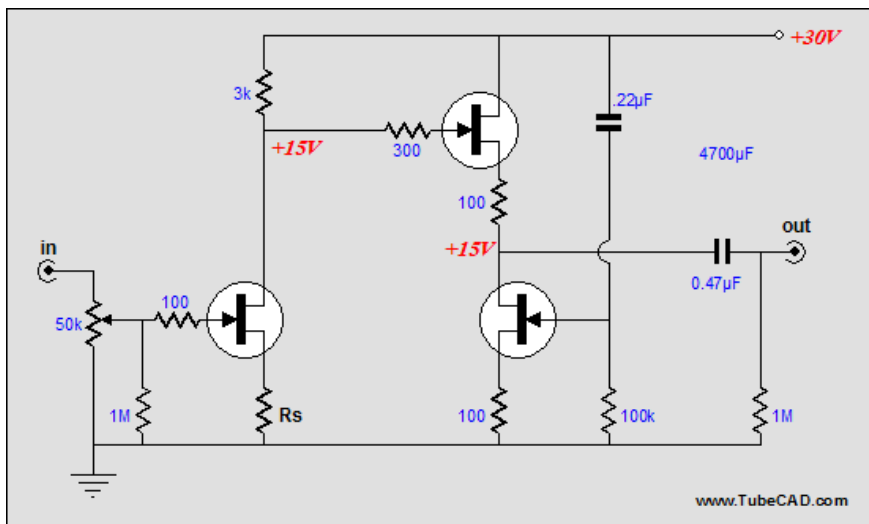 +30V
3k
.22µF
+15V
300
4700µF
100
+15V
out
in
0.47µF
100
50k
1M
Rs
100
100k
1M
www.TubeCAD.com